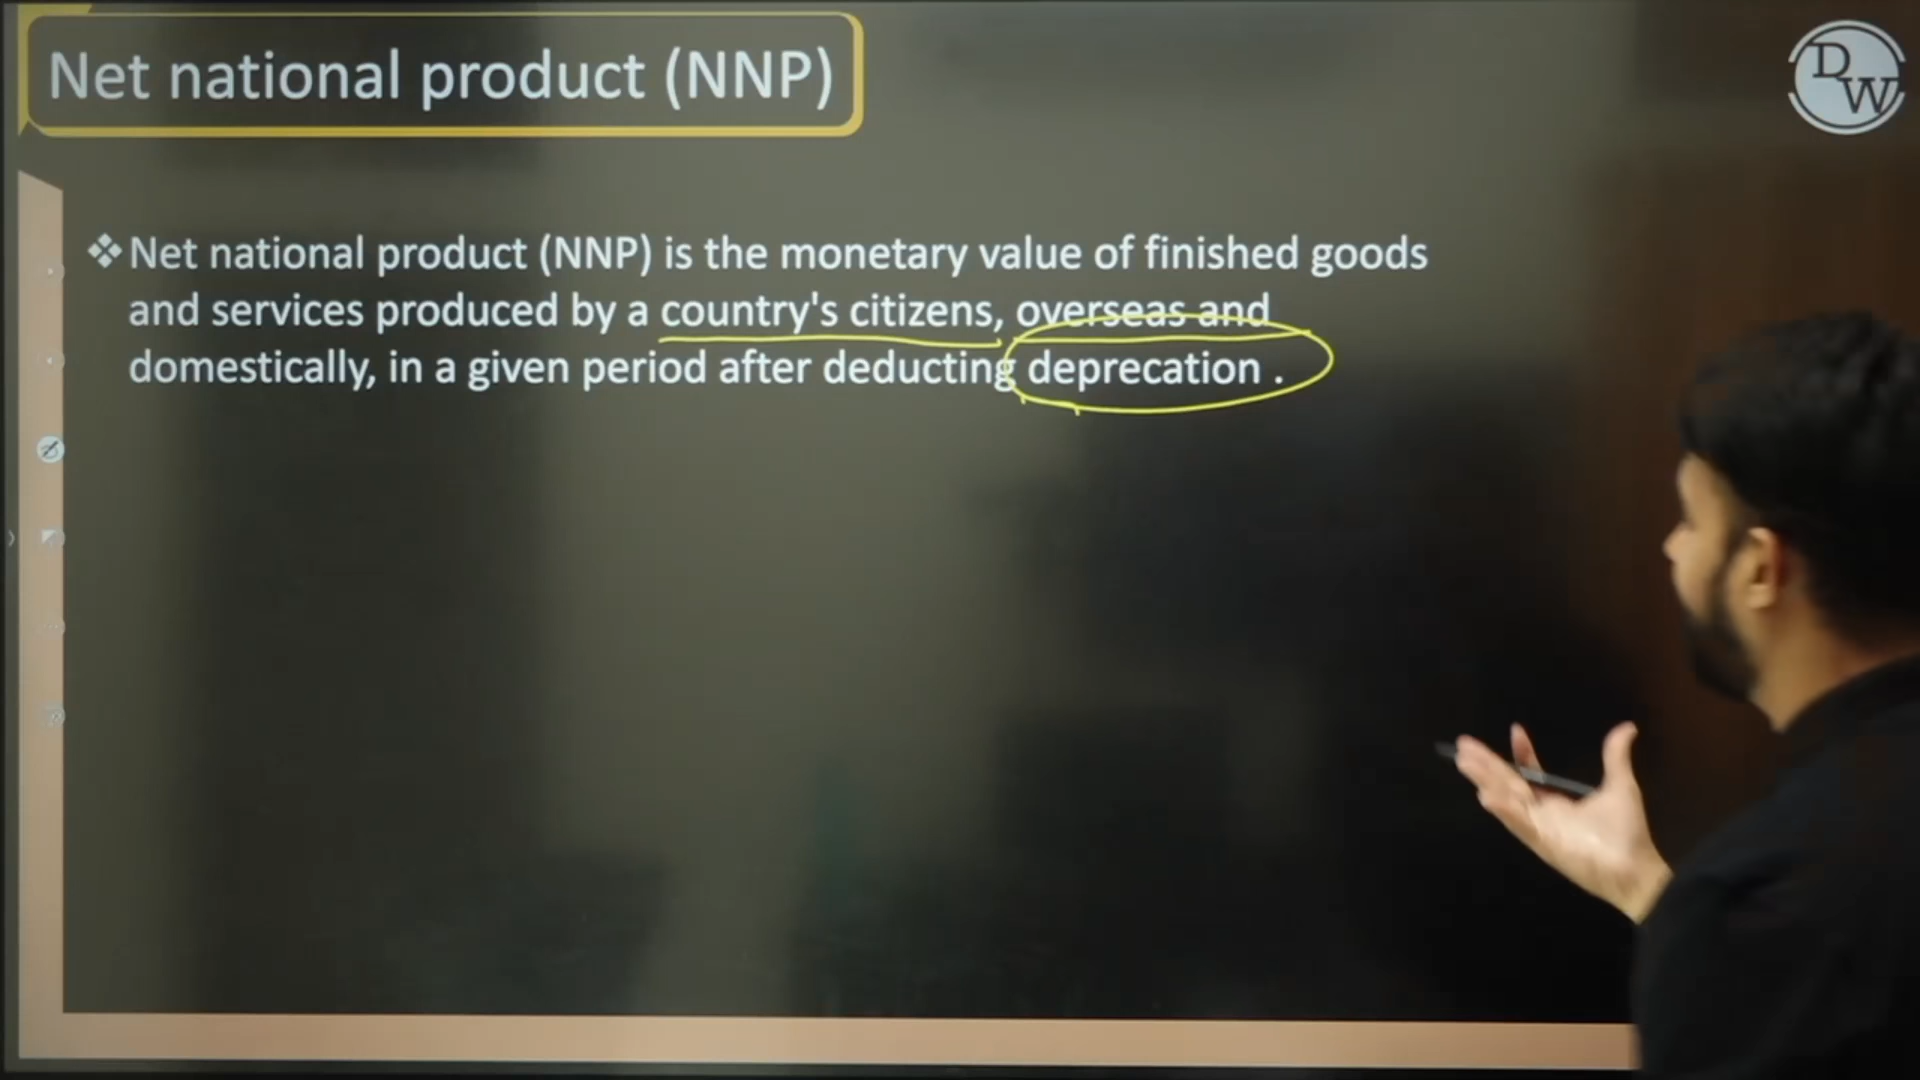 Net national product (NNP)
DW
❖Net national product (NNP) is the monetary value of finished goods
and services produced by a country's citizens, overseas and
domestically, in a given period after deducting deprecation .